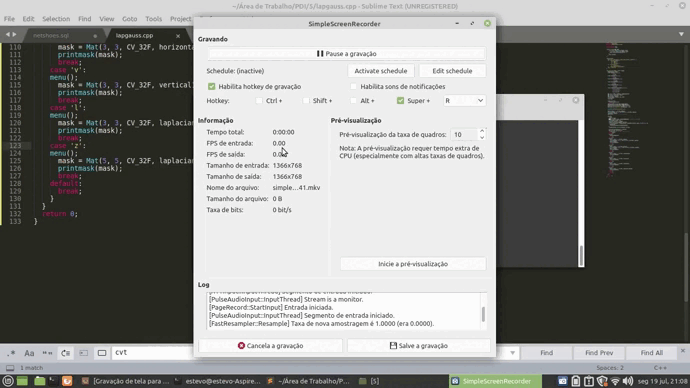 ~/Área de Trabalho/PDI/5/lapgauss.cpp - Sublime Text (UNREGISTERED)
File Edit Selection Find View Goto Tools Project
SimpleScreenRecorder
lapgauss.cpp
Gravando
Pause a gravação
Schedule: (inactive)
Activate schedule
Edit schedule
Habilita hotkey de gravação
Habilita sons de notificações
Hotkey:
Ctrl +
Shift +
Alt +
Super +
R
Informação
Tempo total: 0:00:00
FPS de entrada: 0.00
FPS de saída:
Tamanho de entrada: 1366x768
Tamanho de saída: 1366x768
Nome do arquivo: simple...41.mkv
Tamanho do arquivo: 0 B
Taxa de bits: 0 bit/s
Pré-visualização
Pré-visualização da taxa de quadros: 10
Nota: A pré-visualização requer tempo extra de
CPU (especialmente com altas taxas de quadros).
Inicie a pré-visualização
Log
[PulseAudioInput::InputThread] Stream is a monitor.
[PageRecord::StartInput] Entrada iniciada.
[PulseAudioInput::InputThread] Segmento de entrada iniciado.
[FastResampler::Resample] Taxa de nova amostragem é 1.0000 (era 0.0000).
Cancela a gravação
Salve a gravação
110 mask = Mat(3, 3, CV_32F, horizonta
111 printmask(mask);
112 break;
113 case 'v':
114 menu();
115 mask = Mat(3, 3, CV_32F, vertical
116 printmask(mask);
117 break;
118 case 'l':
119 menu();
120 mask = Mat(3, 3, CV_32F, laplacian
121 printmask(mask);
122 break;
123 case 'z':
124 menu();
125 mask = Mat(5, 5, CV_32F, laplacian
126 printmask(mask);
127 break;
128 default:
129 break;
130 }
131 }
132 return 0;
133 }
cvt
Find
Find Prev
Find All
1 match
Spaces: 2
C++
[Gravação de tela para ...
estevo@estevo-Aspire...
~/Área de Trabalho/P...
[5]
SimpleScreenRecorder
seg 19 jul, 21:08